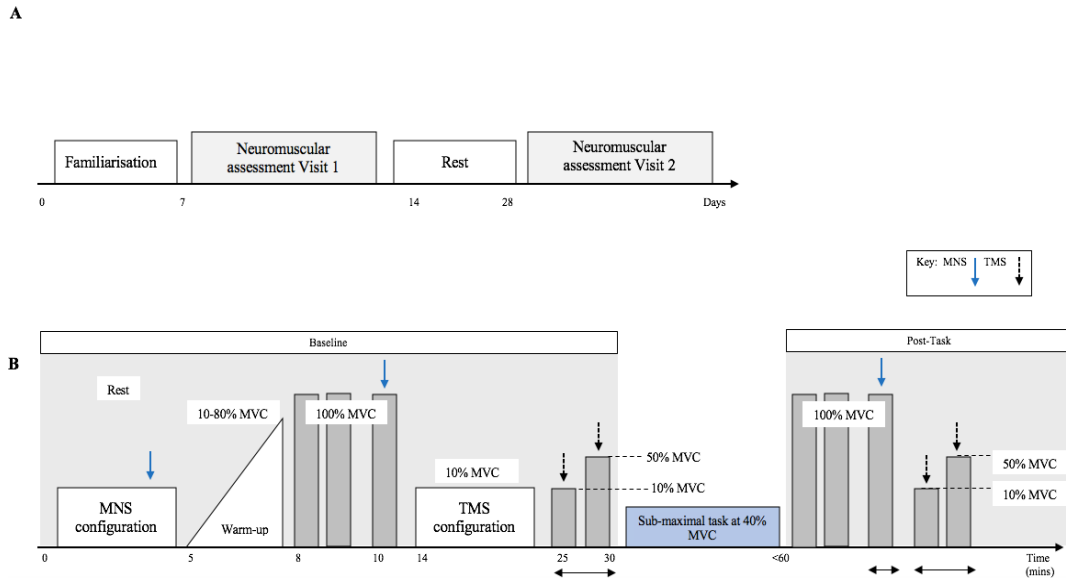 A
Familiarisation
Neuromuscular
assessment Visit 1
Rest
Neuromuscular
assessment Visit 2
0
7
14
28
Days
Key: MNS
TMS
B
Baseline
Post-Task
Rest
10-80% MVC
100% MVC
100% MVC
10% MVC
50% MVC
10% MVC
50% MVC
10% MVC
MNS
configuration
Warm-up
TMS
configuration
Sub-maximal task at 40%
MVC
0
5
8
10
14
25
30
<60
Time
(mins)